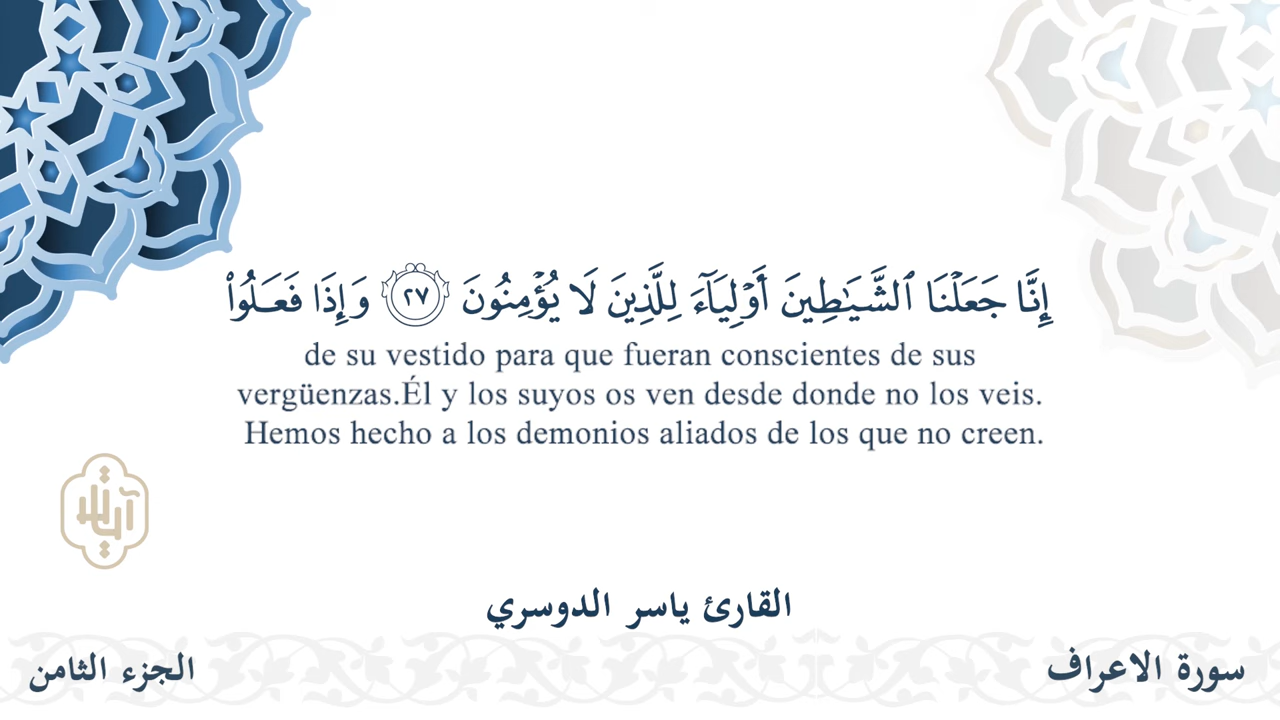 إِنَّا جَعَلْنَا ٱلشَّيَـٰطِينَ أَوْلِيَآءَ لِلَّذِينَ لَا يُؤْمِنُونَ ٢٧ وَإِذَا فَعَلُوا۟
de su vestido para que fueran conscientes de sus
vergüenzas.Él y los suyos os ven desde donde no los veis.
Hemos hecho a los demonios aliados de los que no creen.
القارئ ياسر الدوسري
سورة الاعراف
الجزء الثامن